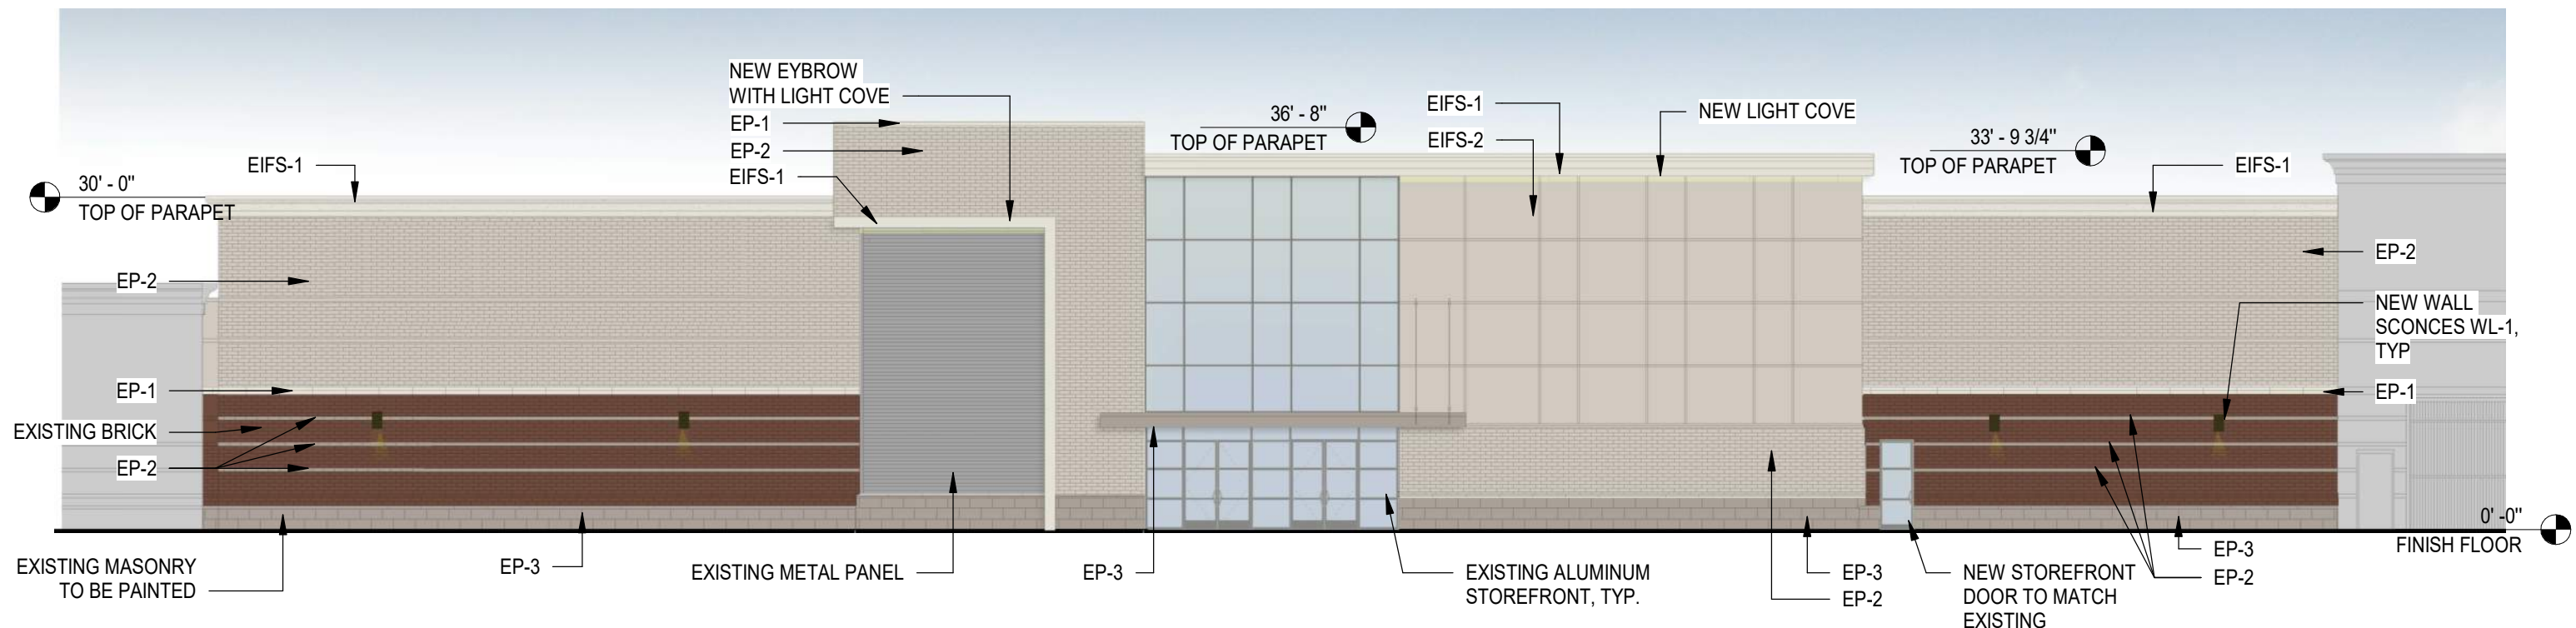 NEW EYBROW
WITH LIGHT COVE
EP-1
EP-2
EIFS-1
EIFS-1
30' - 0"
TOP OF PARAPET
36' - 8"
TOP OF PARAPET
EIFS-1
EIFS-2
NEW LIGHT COVE
33' - 9 3/4"
TOP OF PARAPET
EIFS-1
EP-2
EP-1
EXISTING BRICK
EP-2
EP-2
NEW WALL
SCONCES WL-1,
TYP
EP-1
0' -0"
FINISH FLOOR
EXISTING MASONRY
TO BE PAINTED
EP-3
EXISTING METAL PANEL
EP-3
EXISTING ALUMINUM
STOREFRONT, TYP.
EP-3
EP-2
NEW STOREFRONT
DOOR TO MATCH
EXISTING
EP-3
EP-2